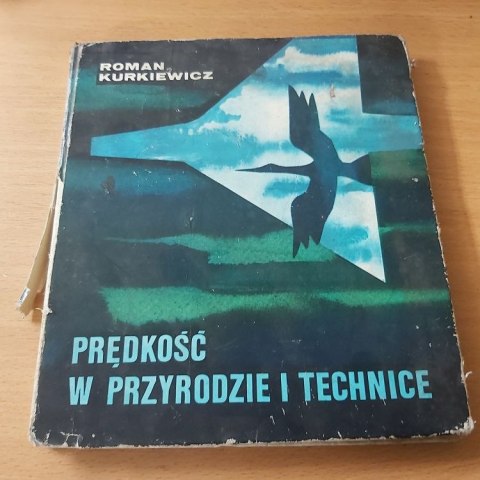 ROMAN
KURKIEWICZ
PRĘDKOŚĆ
W PRZYRODZIE I TECHNICE